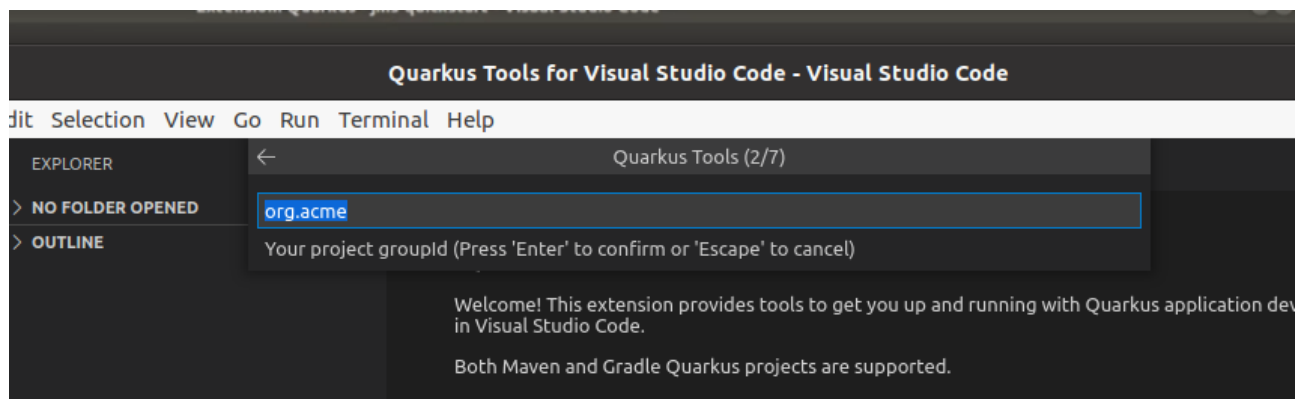 Quarkus Tools for Visual Studio Code - Visual Studio Code
dit Selection View Go Run Terminal Help
EXPLORER
← Quarkus Tools (2/7)
> NO FOLDER OPENED
org.acme
> OUTLINE
Your project groupId (Press 'Enter' to confirm or 'Escape' to cancel)
Welcome! This extension provides tools to get you up and running with Quarkus application dev
in Visual Studio Code.
Both Maven and Gradle Quarkus projects are supported.